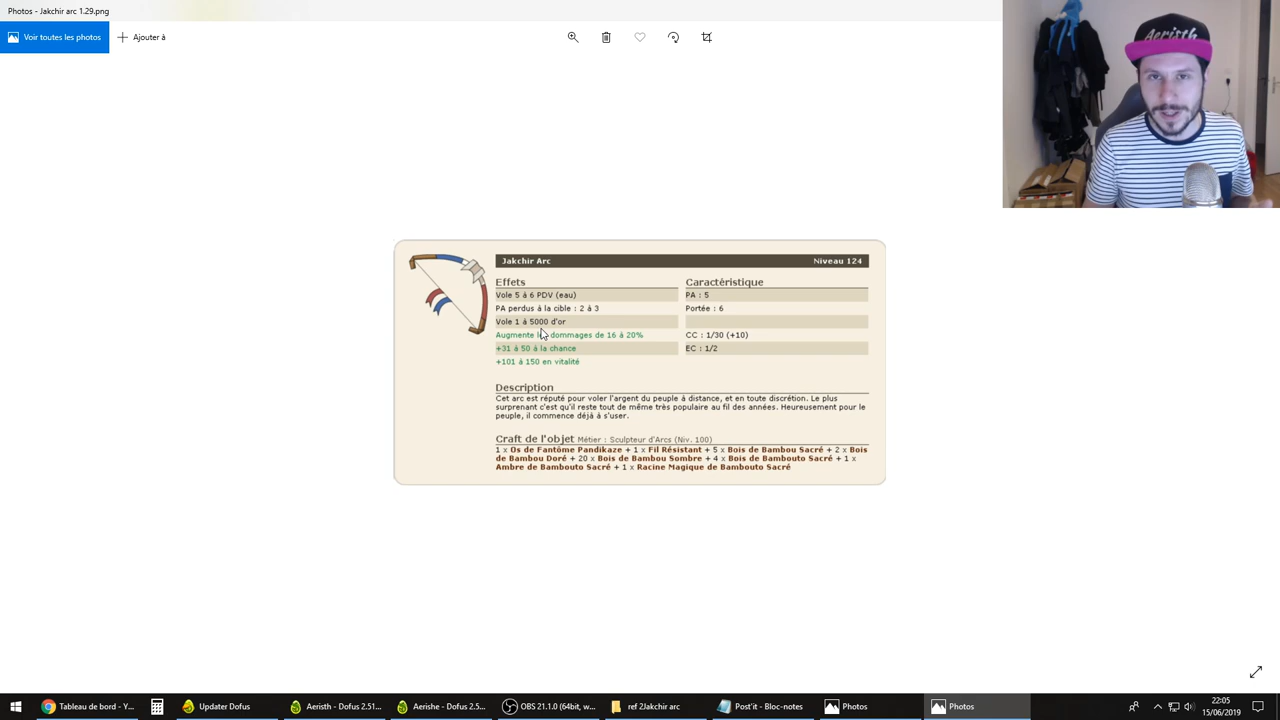 Photos - Jakchir arc 1.29.png
Voir toutes les photos
Ajouter à
Aeristh
Jakchir Arc
Niveau 124
Effets
Caractéristique
Vole 5 à 6 PDV (eau)
PA : 5
PA perdus à la cible : 2 à 3
Portée : 6
Vole 1 à 5000 d'or
Augmente dommages de 16 à 20%
CC : 1/30 (+10)
+31 à 50 à la chance
EC : 1/2
+101 à 150 en vitalité
Description
Cet arc est réputé pour voler l'argent du peuple à distance, et en toute discrétion. Le plus
surprenant c'est qu'il reste tout de même très populaire au fil des années. Heureusement pour le
peuple, il commence déjà à s'user.
Craft de l'objet Métier : Sculpteur d'Arcs (Niv. 100)
1 x Os de Fantôme Pandikaze + 1 x Fil Résistant + 5 x Bois de Bambou Sacré + 2 x Bois
de Bambou Doré + 20 x Bois de Bambou Sombre + 4 x Bois de Bambouto Sacré + 1 x
Ambre de Bambouto Sacré + 1 x Racine Magique de Bambouto Sacré
Tableau de bord - Y...
Updater Dofus
Aeristh - Dofus 2.51...
Aerishe - Dofus 2.5...
OBS 21.1.0 (64bit, w...
ref 2Jakchir arc
Post'it - Bloc-notes
Photos
Photos
22:05
15/06/2019